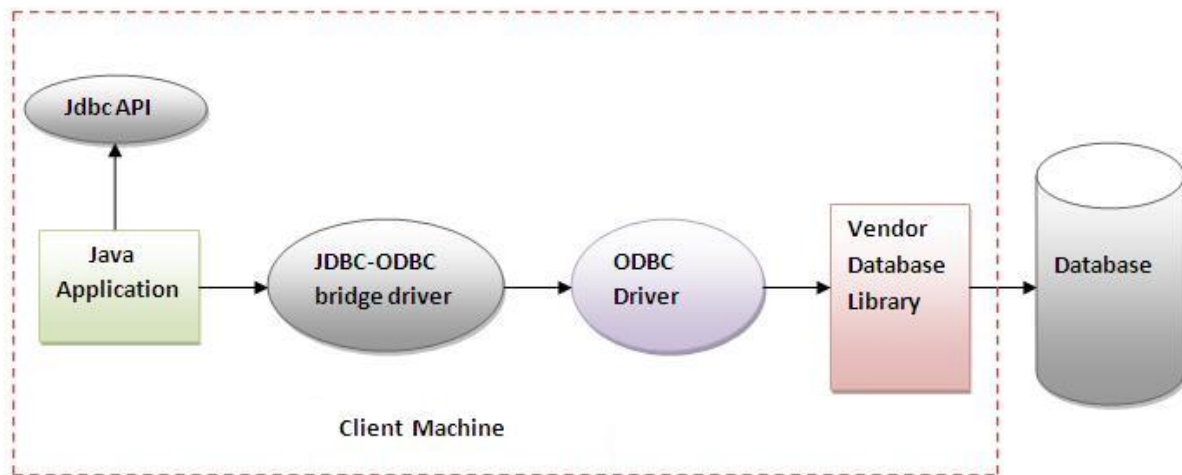 Jdbc API
Java
Application
JDBC-ODBC
bridge driver
ODBC
Driver
Vendor
Database
Library
Database
Client Machine